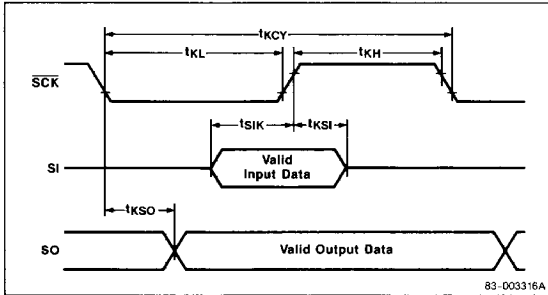 tKCY
tKL
tKH
SCK
tSIK
tKSI
SI
Valid
Input Data
tKSO
SO
Valid Output Data
83-003316A